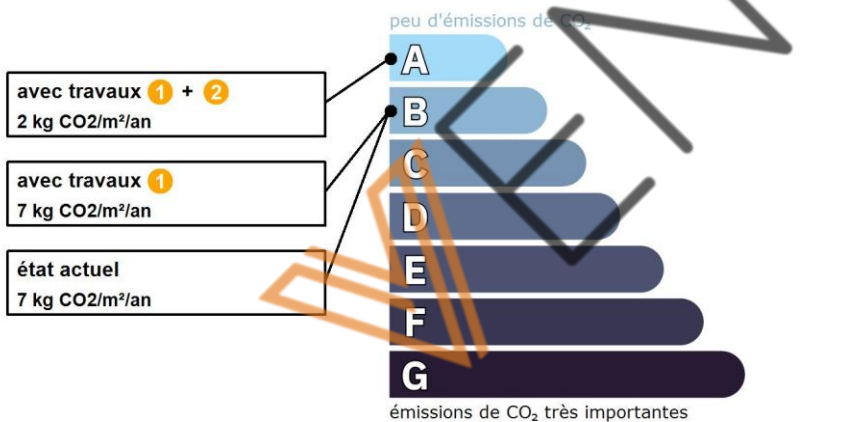 peu d'émissions de CO₂
A
avec travaux 1 + 2
2 kg CO2/m²/an
B
C
avec travaux 1
7 kg CO2/m²/an
D
état actuel
7 kg CO2/m²/an
E
F
G
émissions de CO₂ très importantes